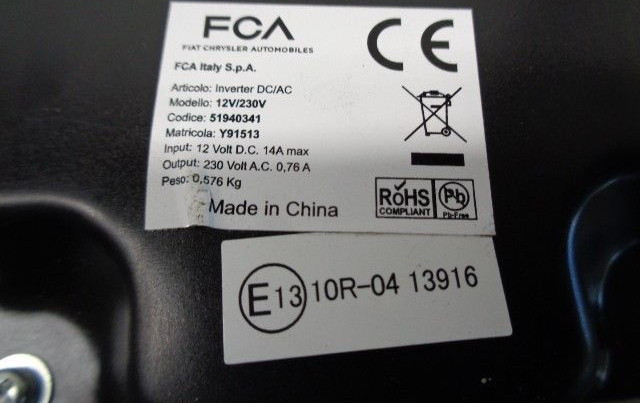 FCA
FIAT CHRYSLER AUTOMOBILES
CE
FCA Italy S.p.A.
Articolo: Inverter DC/AC
Modello: 12V/230V
Codice: 51940341
Matricola: Y91513
Input: 12 Volt D.C. 14A max
Output: 230 Volt A.C. 0,76 A
Peso: 0,576 Kg
Made in China
RoHS
COMPLIANT
Pb
Pb-Free
E13 10R-04 13916